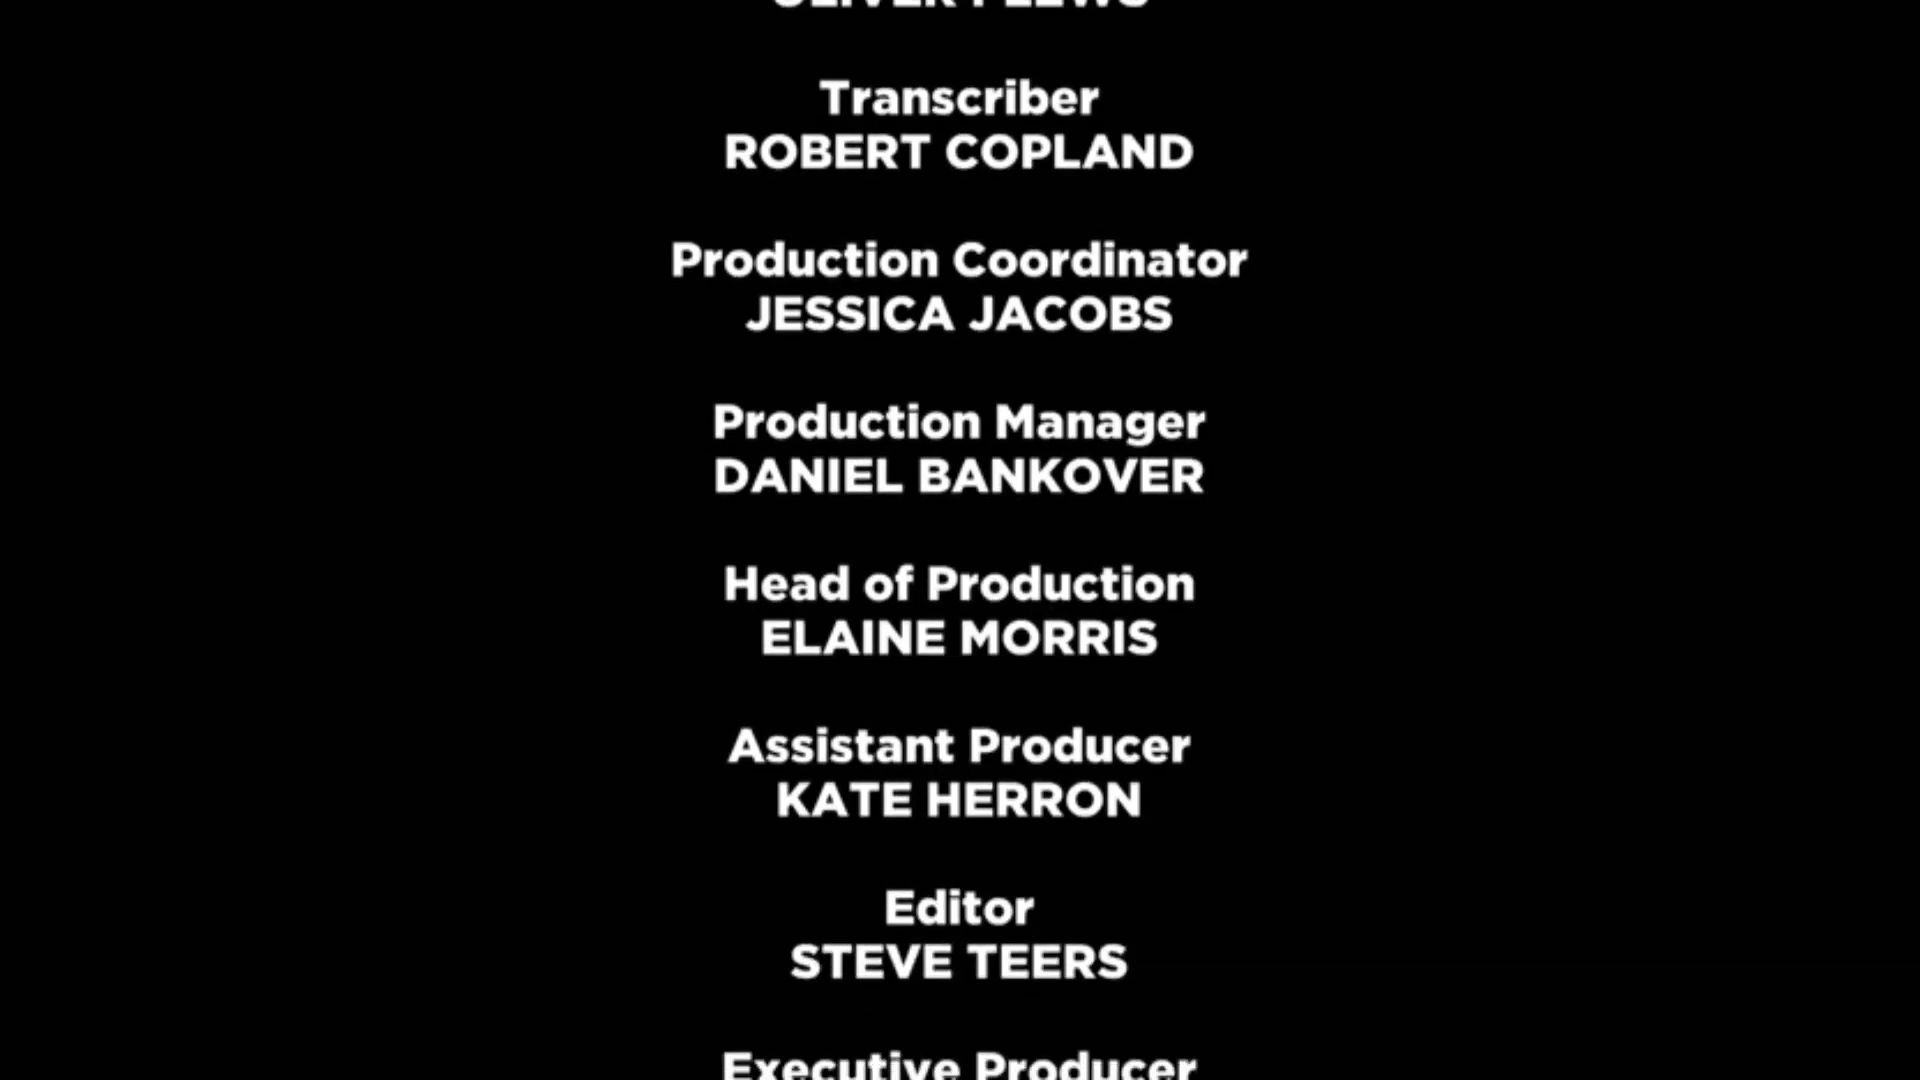 Transcriber
ROBERT COPLAND
Production Coordinator
JESSICA JACOBS
Production Manager
DANIEL BANKOVER
Head of Production
ELAINE MORRIS
Assistant Producer
KATE HERRON
Editor
STEVE TEERS
Executive Producer